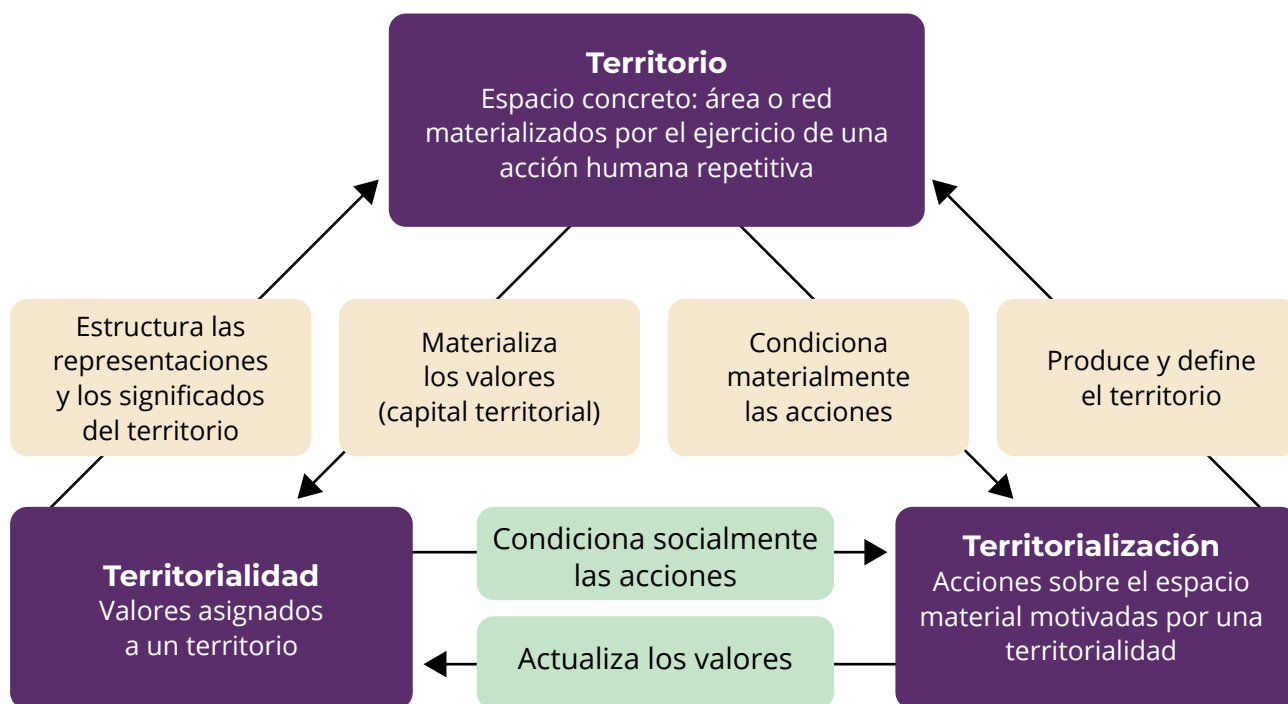 Territorio
Espacio concreto: área o red
materializados por el ejercicio de una
acción humana repetitiva
Estructura las
representaciones
y los significados
del territorio
Materializa
los valores
(capital territorial)
Condiciona
materialmente
las acciones
Produce y define
el territorio
Territorialidad
Valores asignados
a un territorio
Condiciona socialmente
las acciones
Actualiza los valores
Territorialización
Acciones sobre el espacio
material motivadas por una
territorialidad